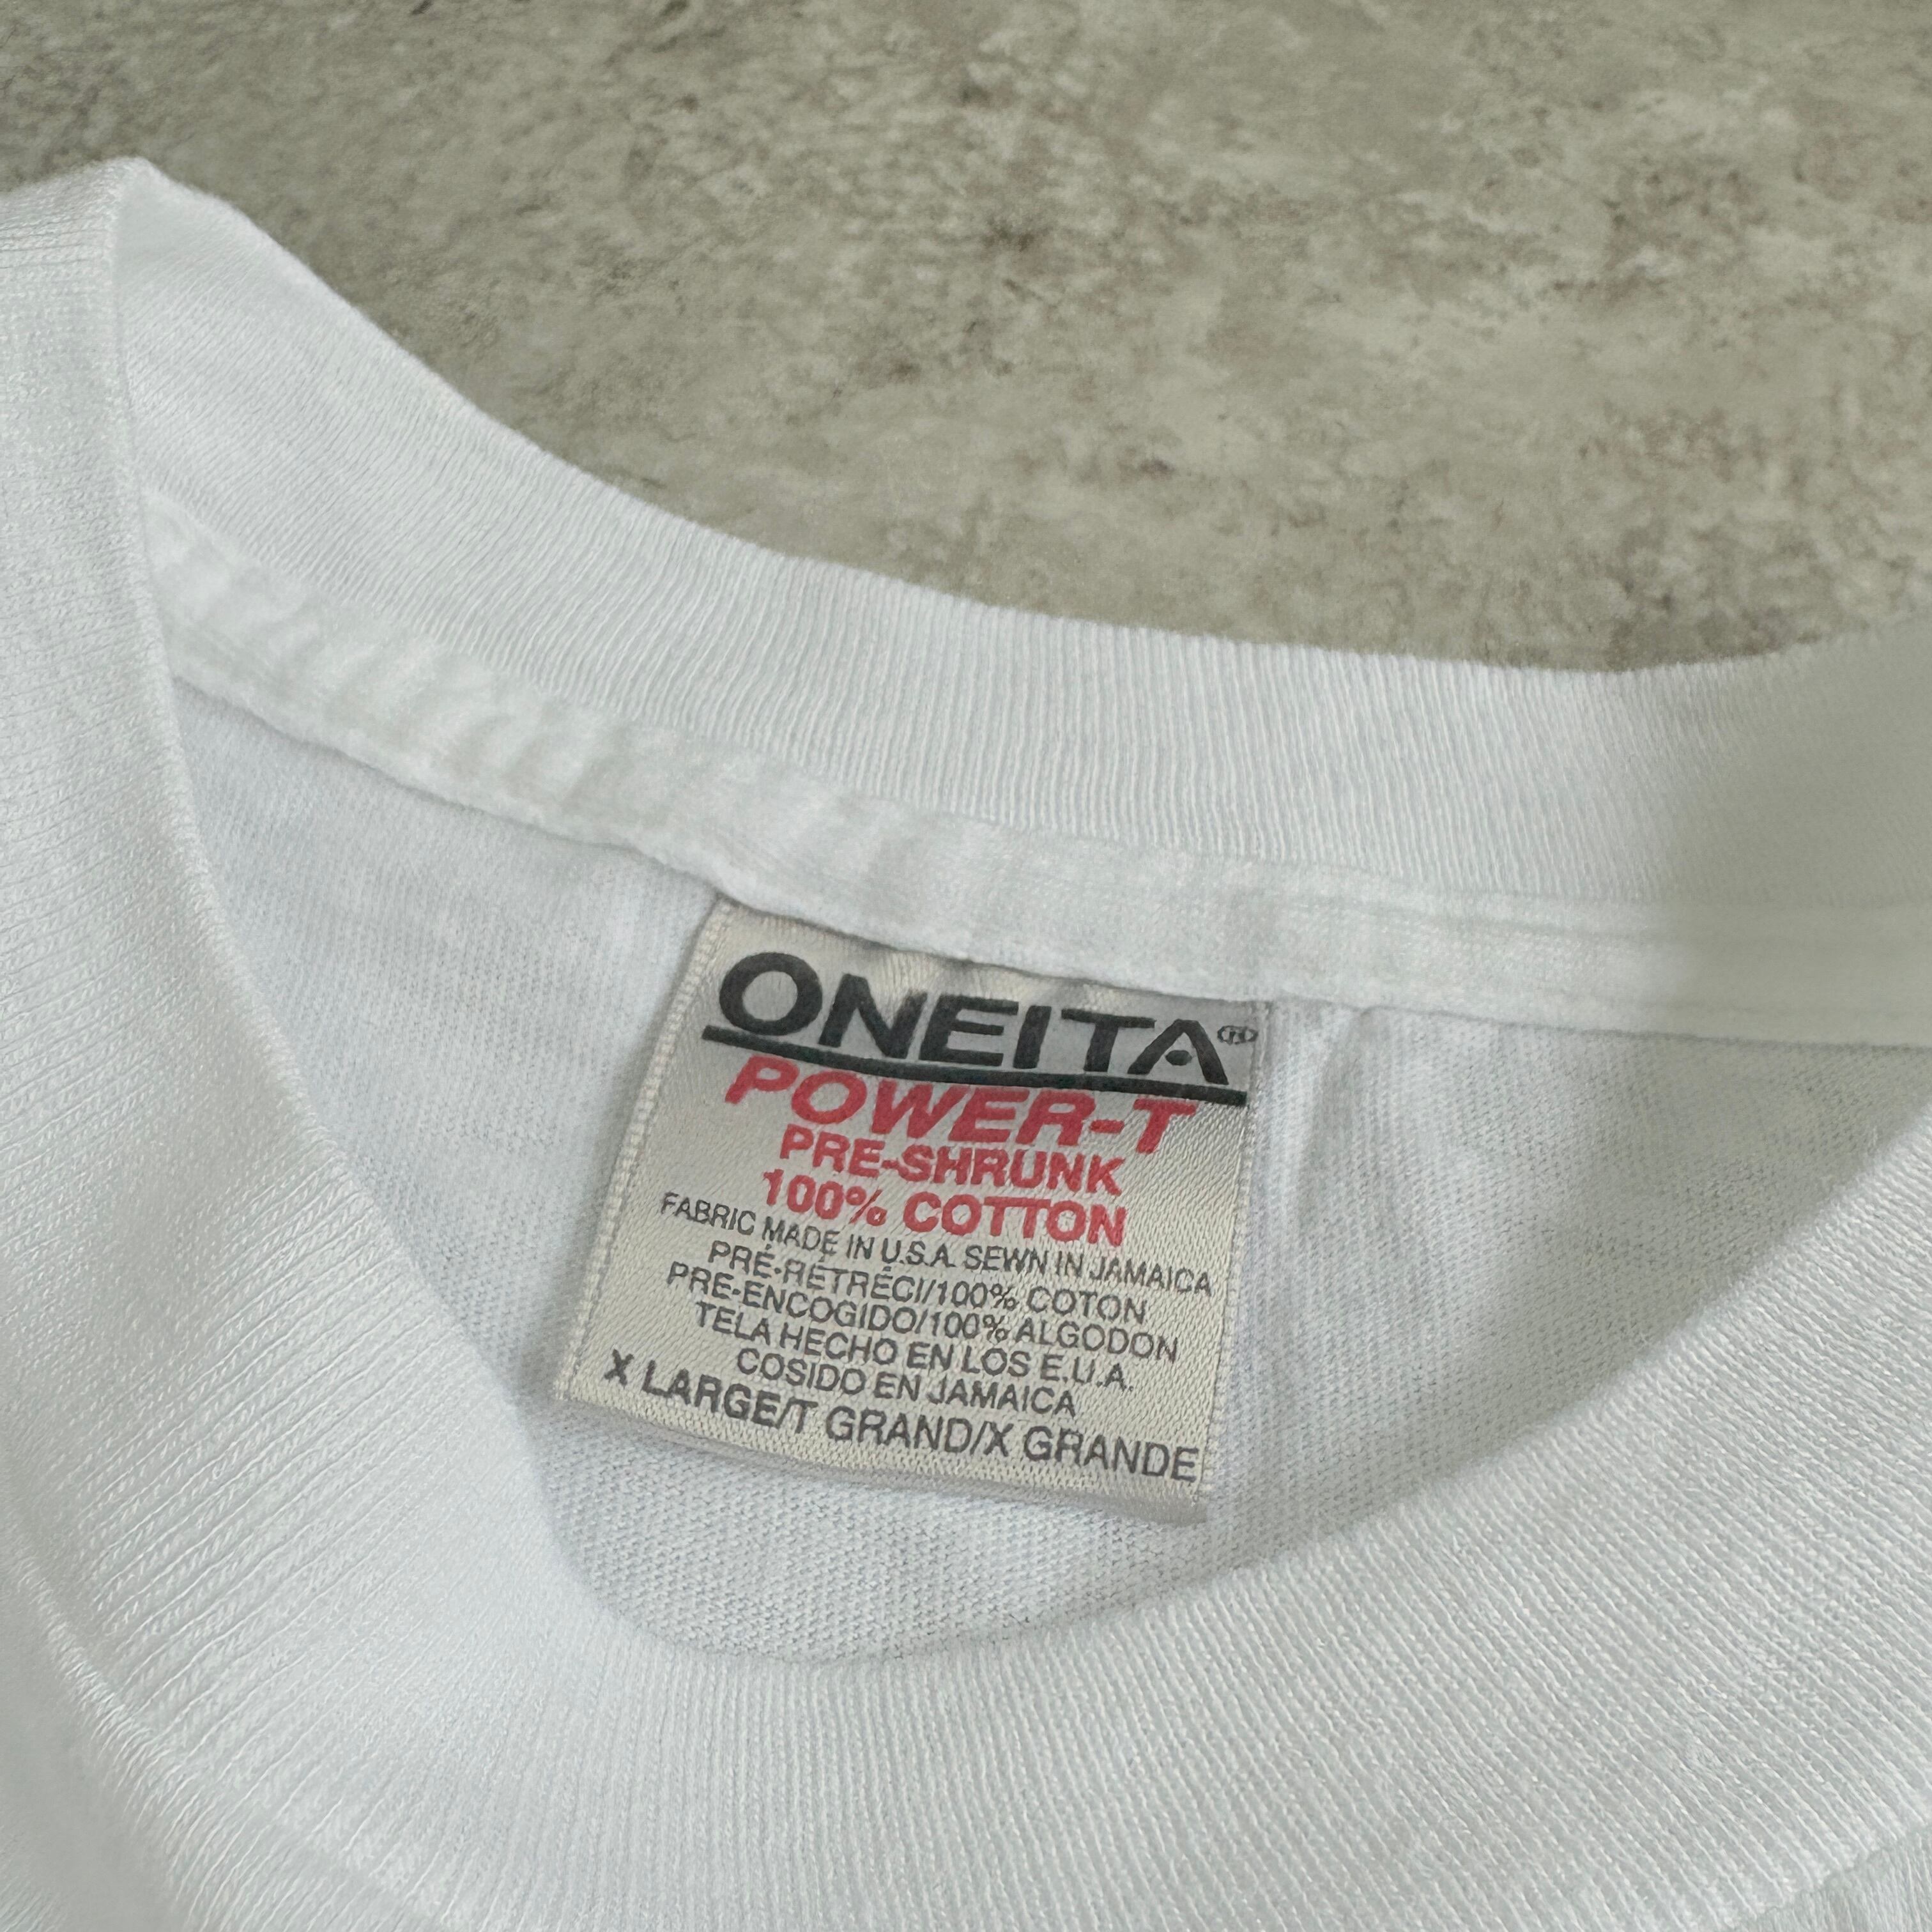 ONEITA®
POWER-T
PRE-SHRUNK
100% COTTON
FABRIC MADE IN U.S.A. SEWN IN JAMAICA
PRÉ-RÉTRÉCI/100% COTON
PRE-ENCOGIDO/100% ALGODON
TELA HECHO EN LOS E.U.A.
COSIDO EN JAMAICA
X LARGE/T GRAND/X GRANDE